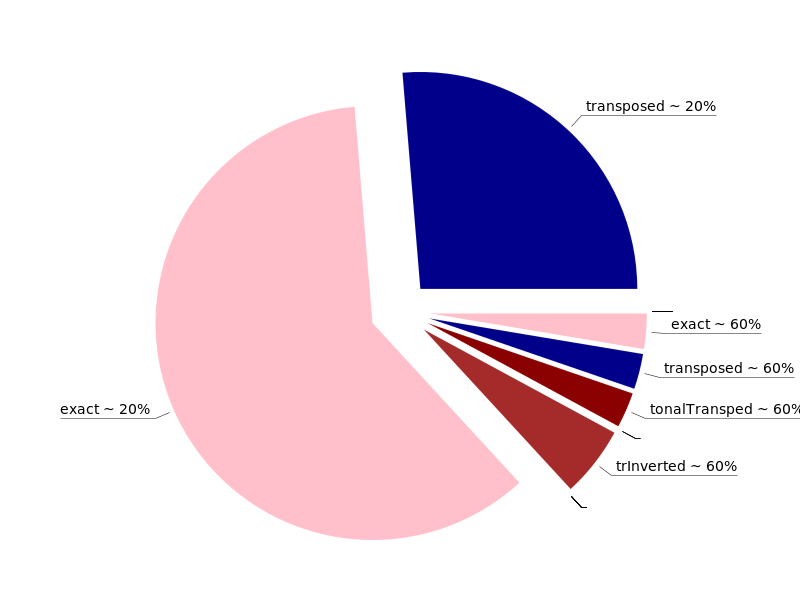 transposed ~ 20%
exact ~ 60%
transposed ~ 60%
exact ~ 20%
tonalTransped ~ 60%
trInverted ~ 60%